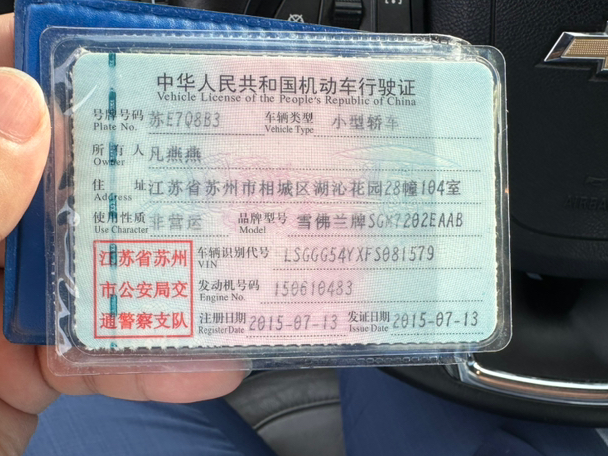 中华人民共和国机动车行驶证
Vehicle License of the People's Republic of China
号牌号码 苏E7Q8B3 车辆类型 小型轿车
Plate No. Vehicle Type
所有人 凡燕燕
Owner
住址 江苏省苏州市相城区湖沁花园28幢104室
Address
使用性质 非营运 品牌型号 雪佛兰牌SGM7202EAAB
Use Character Model
江苏省苏州
市公安局交
通警察支队
车辆识别代号 LSGGG54YXFS081579
VIN
发动机号码 150610483
Engine No.
注册日期 2015-07-13 发证日期 2015-07-13
Register Date Issue Date